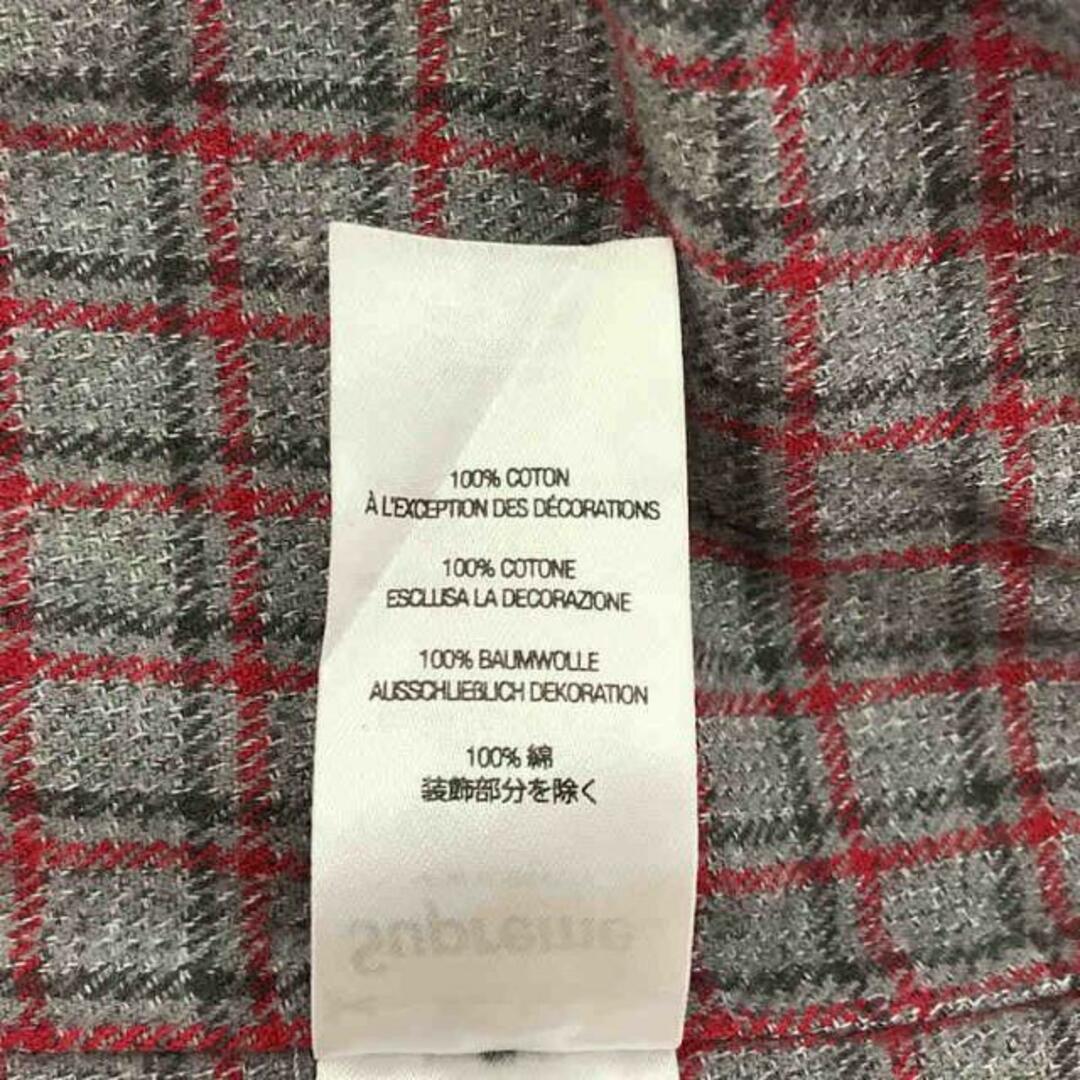 100% COTON
À L'EXCEPTION DES DÉCORATIONS
100% COTONE
ESCLUSA LA DECORAZIONE
100% BAUMWOLLE
AUSSCHLIEBLICH DEKORATION
100% 綿
装飾部分を除く
Supreme